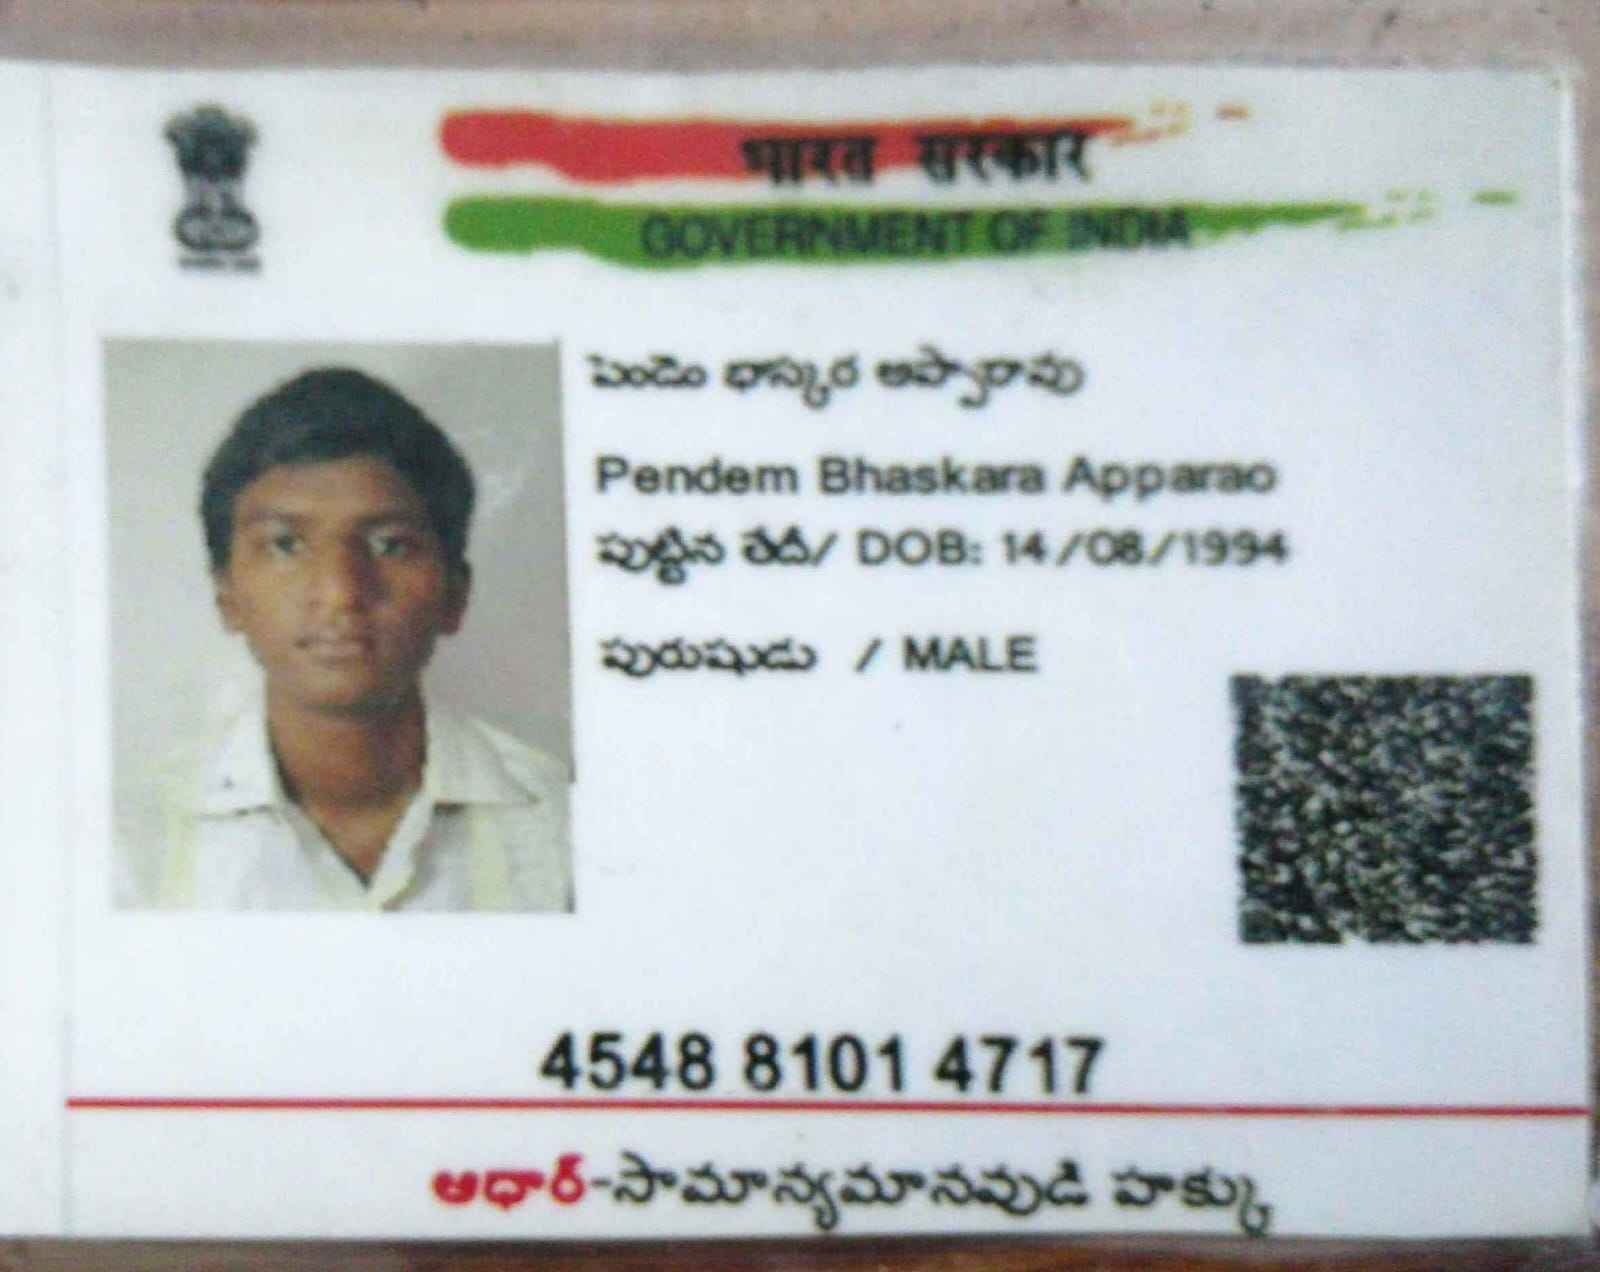 भारत सरकार
GOVERNMENT OF INDIA
పెండెం భాస్కర అప్పారావు
Pendem Bhaskara Apparao
పుట్టిన తేదీ/ DOB: 14/08/1994
పురుషుడు / MALE
4548 8101 4717
ఆధార్-సామాన్యమానవుడి హక్కు